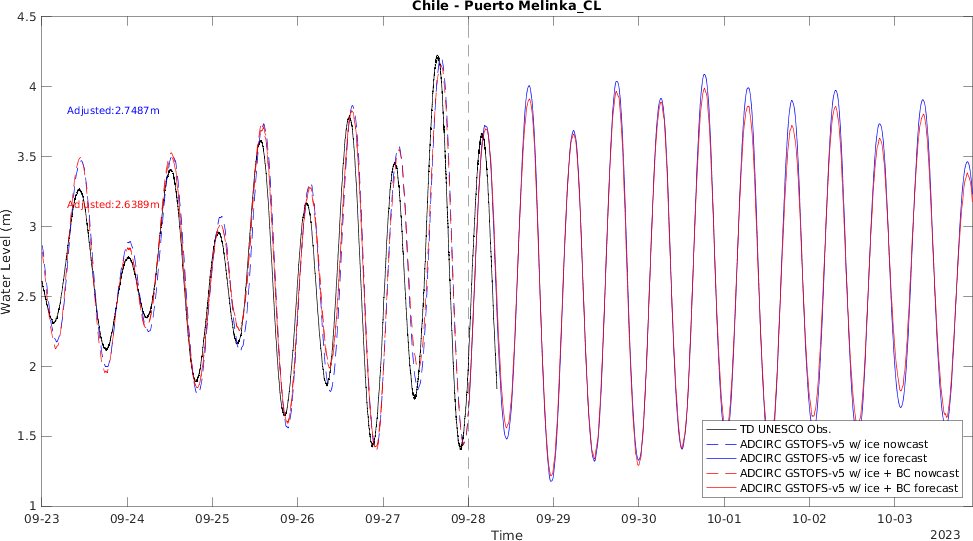 Chile - Puerto Melinka_CL
4.5
4
3.5
3
2.5
2
1.5
1
Water Level (m)
Adjusted:2.7487m
Adjusted:2.6389m
TD UNESCO Obs.
ADCIRC GSTOFS-v5 w/ ice nowcast
ADCIRC GSTOFS-v5 w/ ice forecast
ADCIRC GSTOFS-v5 w/ ice + BC nowcast
ADCIRC GSTOFS-v5 w/ ice + BC forecast
09-23 09-24 09-25 09-26 09-27 09-28 09-29 09-30 10-01 10-02 10-03
Time
2023